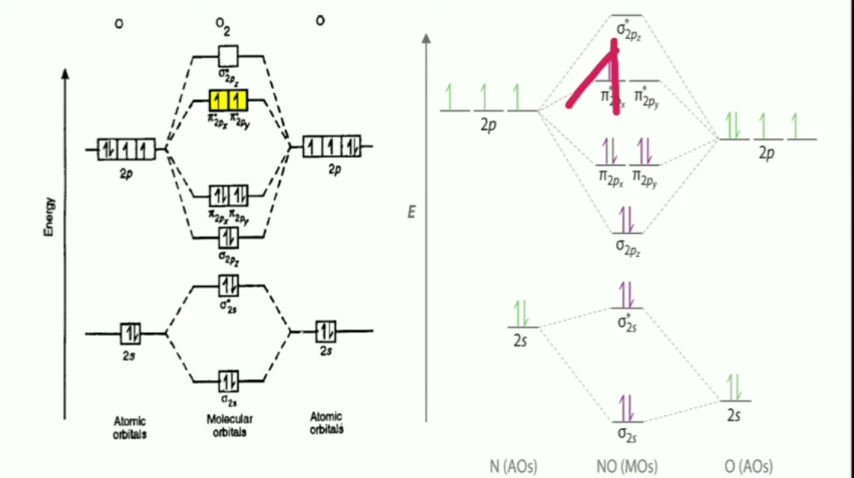 O
O₂
O
σ*2pz
π*2px π*2py
2p
2p
π2px π2py
σ2pz
σ*2s
2s
2s
σ2s
Energy
Atomic
orbitals
Molecular
orbitals
Atomic
orbitals
E
σ*2pz
π*2px π*2py
2p
2p
π2px π2py
σ2pz
σ*2s
2s
2s
σ2s
N (AOs)
NO (MOs)
O (AOs)